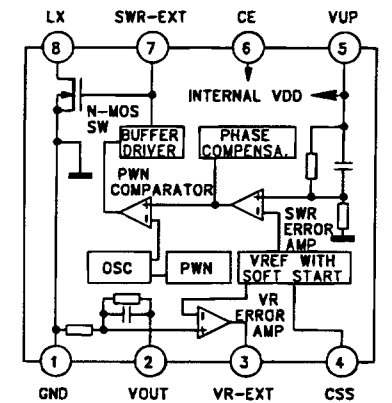 LX SWR-EXT CE VUP
8 7 6 5
INTERNAL VDD
N-MOS
SW
BUFFER
DRIVER
PHASE
COMPENSA.
PWN
COMPARATOR
SWR
ERROR
AMP
OSC
PWN
VREF WITH
SOFT START
VR
ERROR
AMP
1 2 3 4
GND VOUT VR-EXT CSS